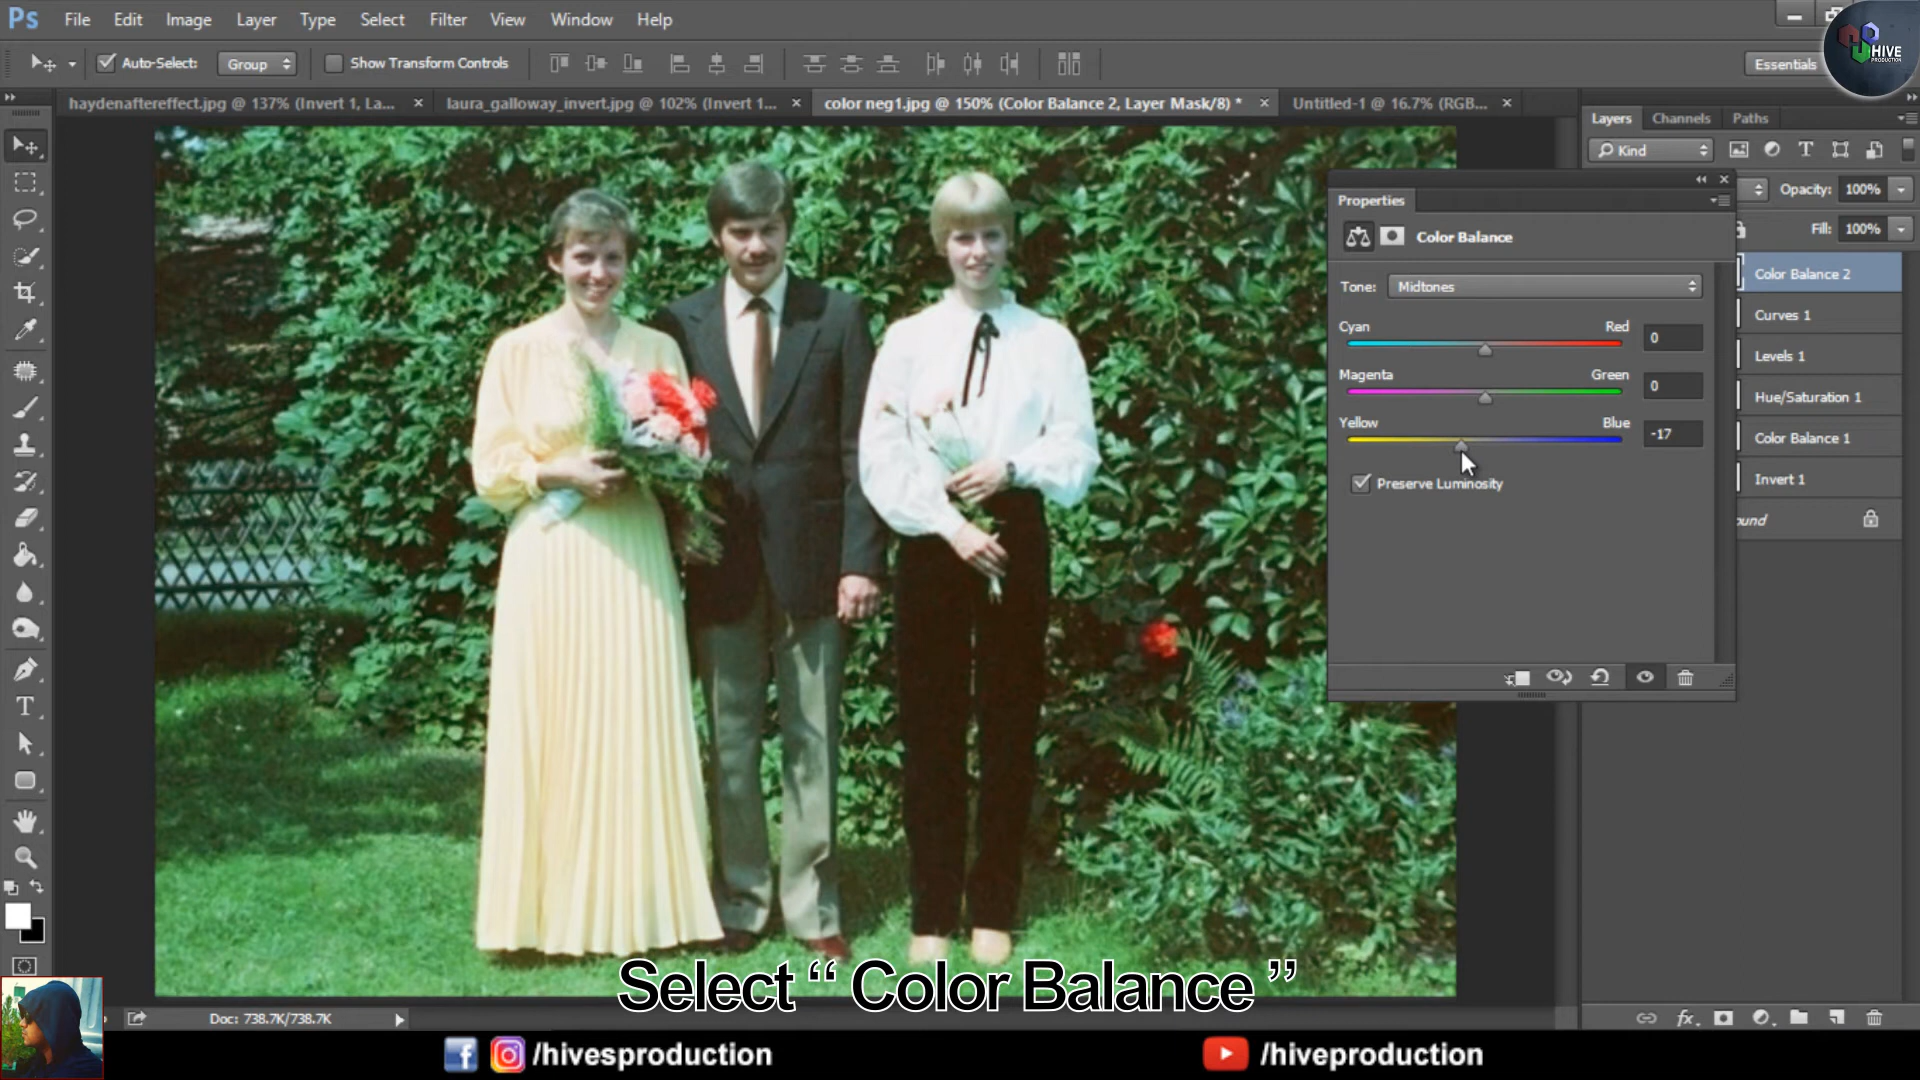 Ps File Edit Image Layer Type Select Filter View Window Help
HIVE
PRODUCTION
Auto-Select: Group Show Transform Controls Essentials
haydenaftereffect.jpg @ 137% (Invert 1, La... × laura_galloway_invert.jpg @ 102% (Invert 1... × color neg1.jpg @ 150% (Color Balance 2, Layer Mask/8) * × Untitled-1 @ 16.7% (RGB... ×
Layers Channels Paths
Kind
Opacity: 100%
Fill: 100%
Properties
Color Balance
Tone: Midtones
Cyan Red 0
Magenta Green 0
Yellow Blue -17
Preserve Luminosity
Color Balance 2
Curves 1
Levels 1
Hue/Saturation 1
Color Balance 1
Invert 1
ound
Select “ Color Balance ”
Doc: 738.7K/738.7K
fx
/hivesproduction
/hiveproduction